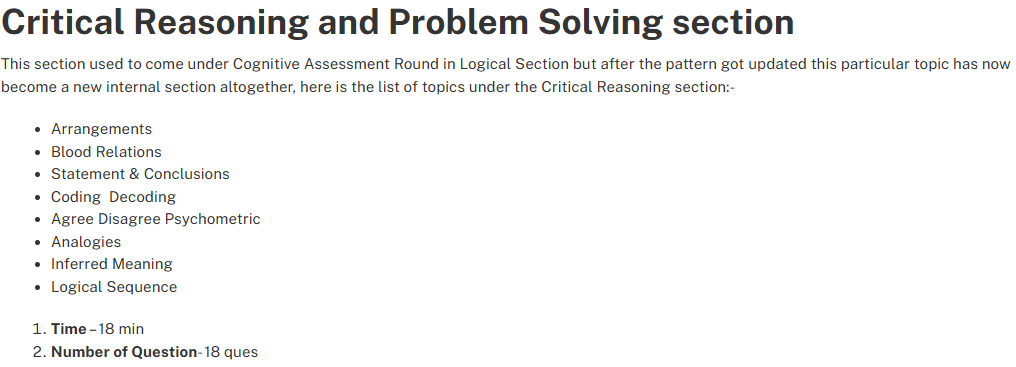 Critical Reasoning and Problem Solving section
This section used to come under Cognitive Assessment Round in Logical Section but after the pattern got updated this particular topic has now
become a new internal section altogether, here is the list of topics under the Critical Reasoning section:-
• Arrangements
• Blood Relations
• Statement & Conclusions
• Coding  Decoding
• Agree Disagree Psychometric
• Analogies
• Inferred Meaning
• Logical Sequence
1. Time – 18 min
2. Number of Question- 18 ques